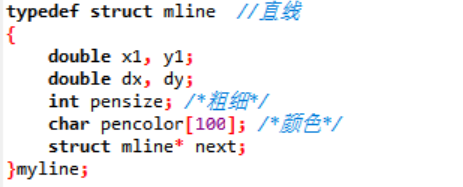 typedef struct mline  //直线
{
    double x1, y1;
    double dx, dy;
    int pensize; /*粗细*/
    char pencolor[100]; /*颜色*/
    struct mline* next;
}myline;